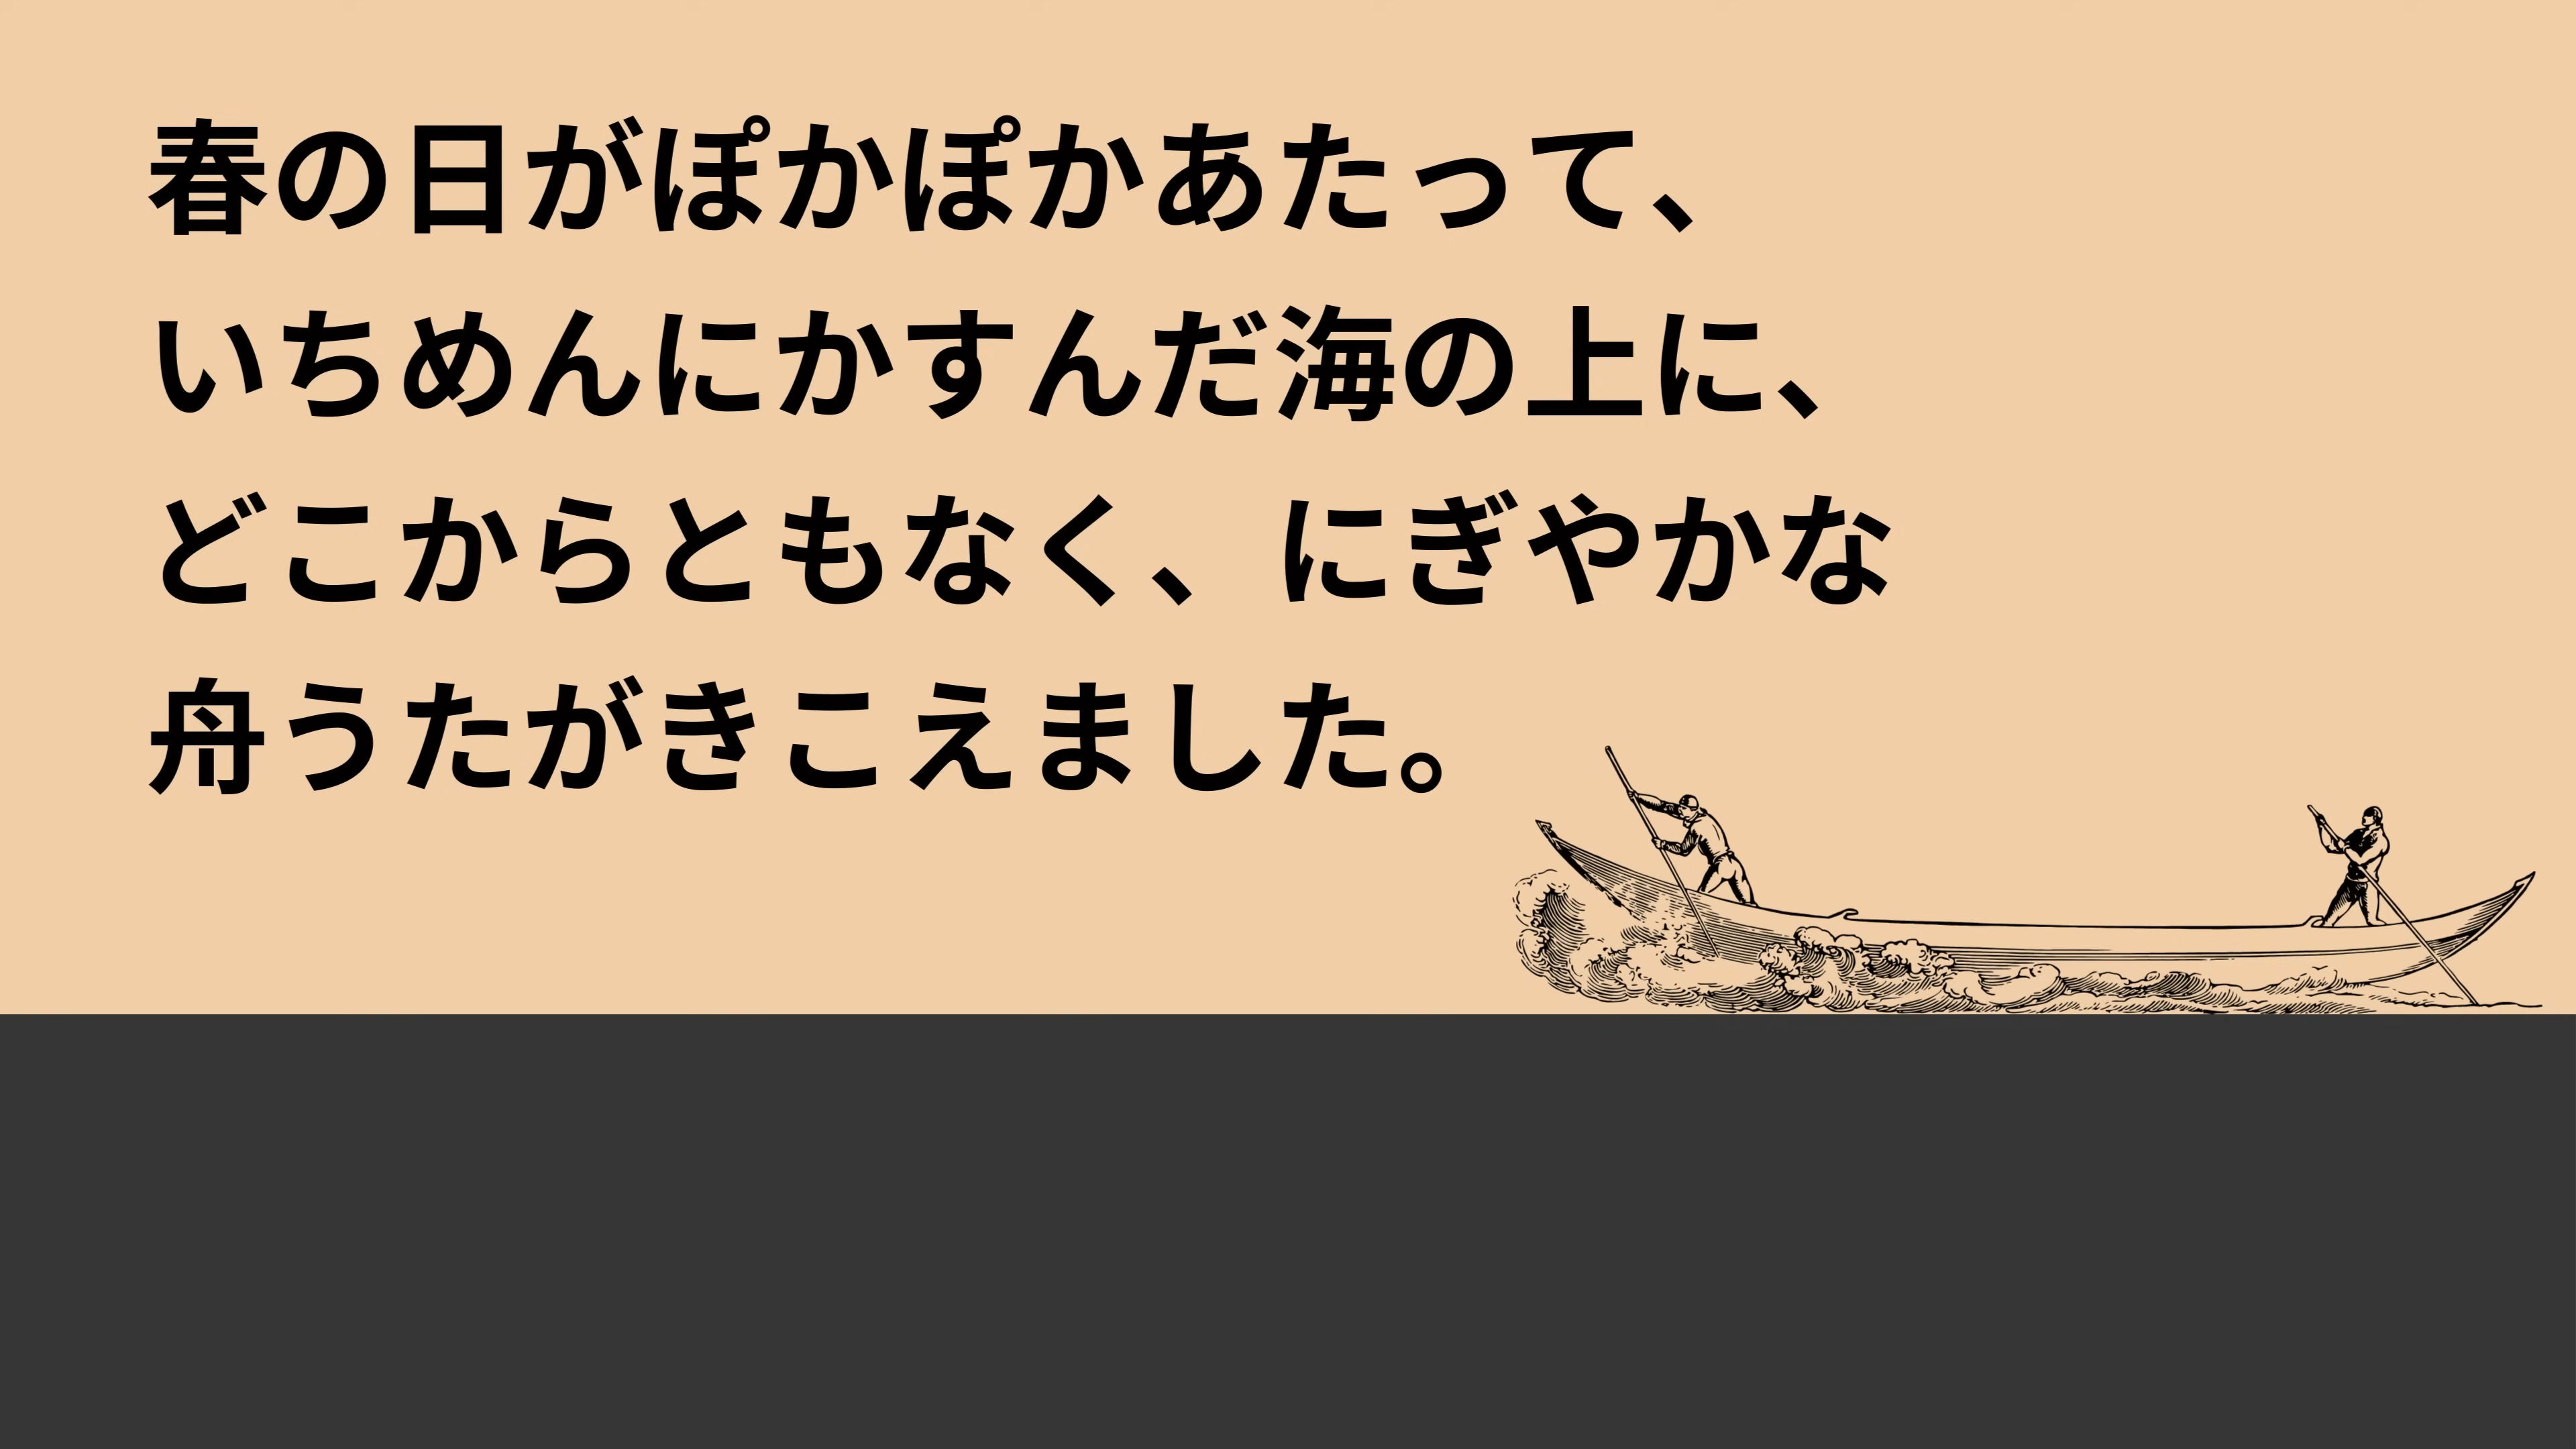 春の日がぽかぽかあたって、
いちめんにかすんだ海の上に、
どこからともなく、にぎやかな
舟うたがきこえました。